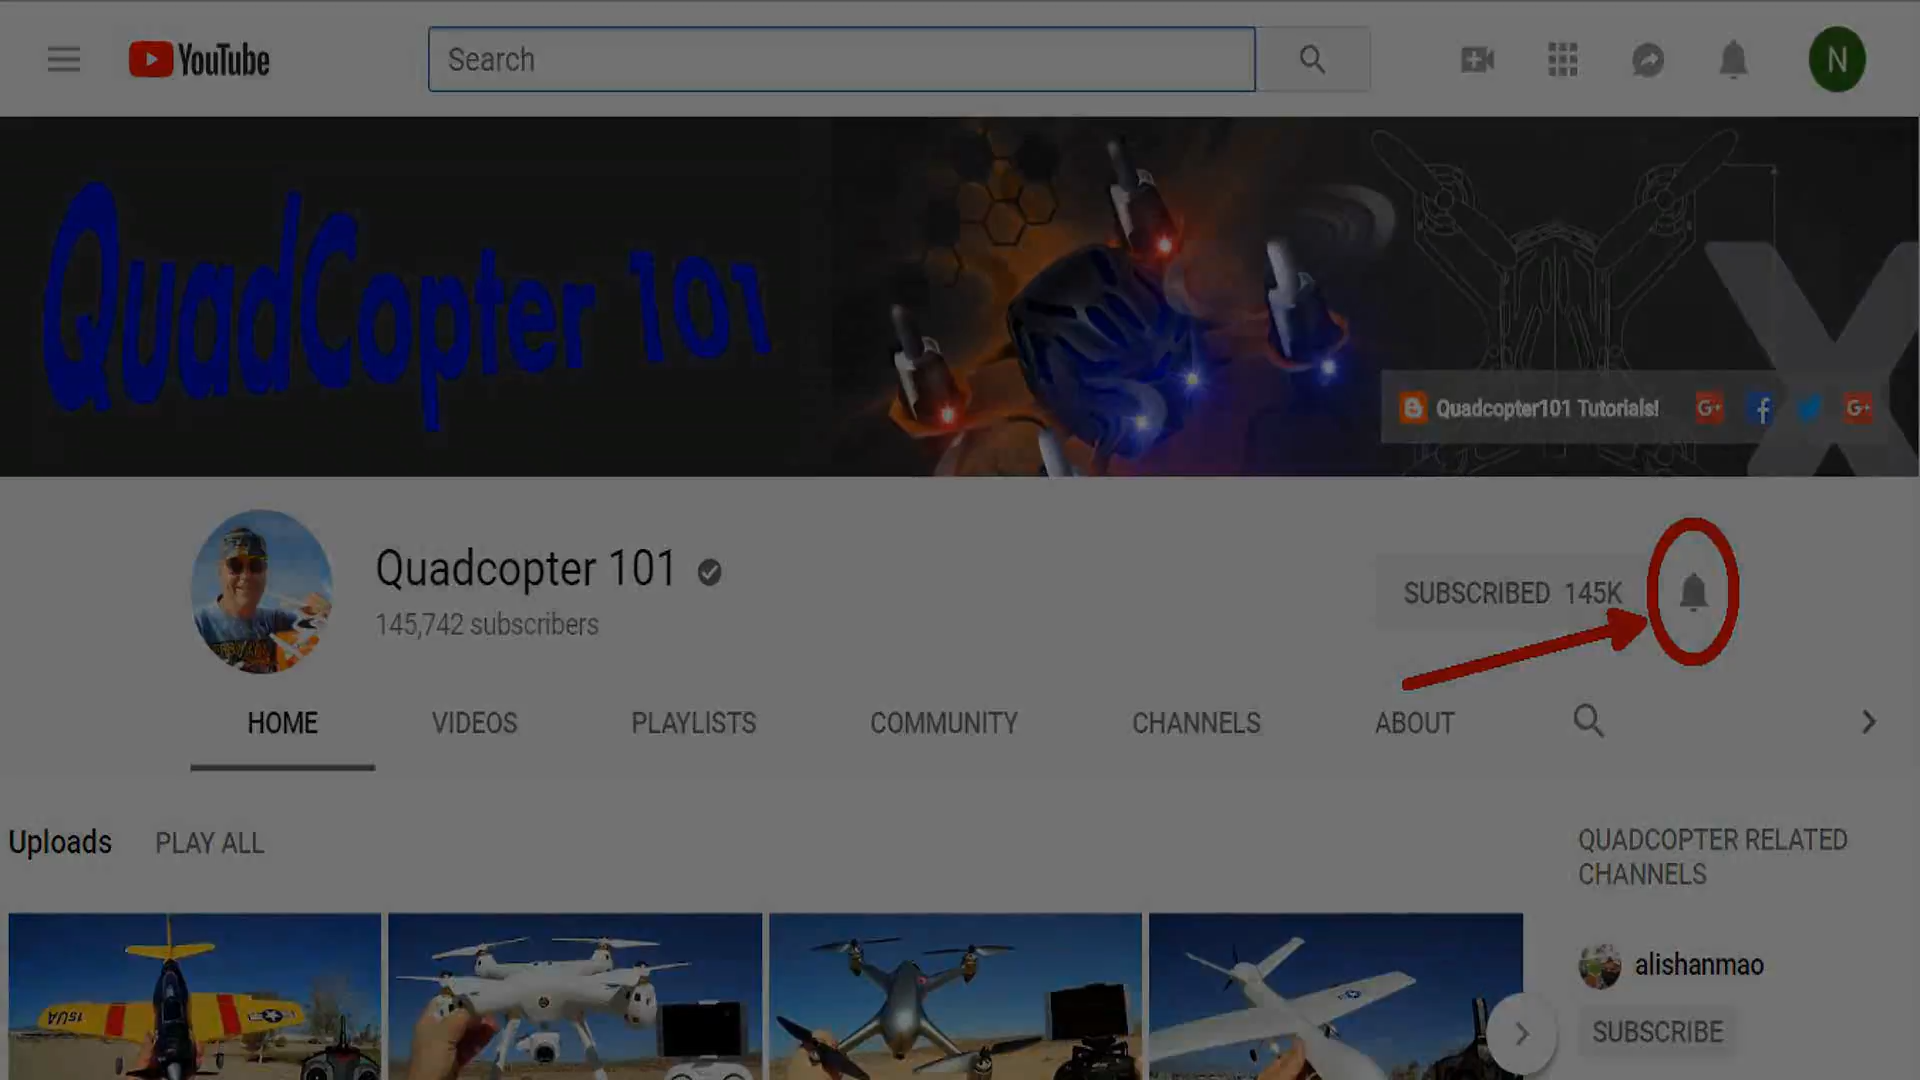 YouTube
Search
N
QuadCopter 101
X
Quadcopter101 Tutorials!
G+ f G+
Quadcopter 101
145,742 subscribers
SUBSCRIBED 145K
HOME VIDEOS PLAYLISTS COMMUNITY CHANNELS ABOUT
Uploads PLAY ALL
QUADCOPTER RELATED
CHANNELS
alishanmao
SUBSCRIBE